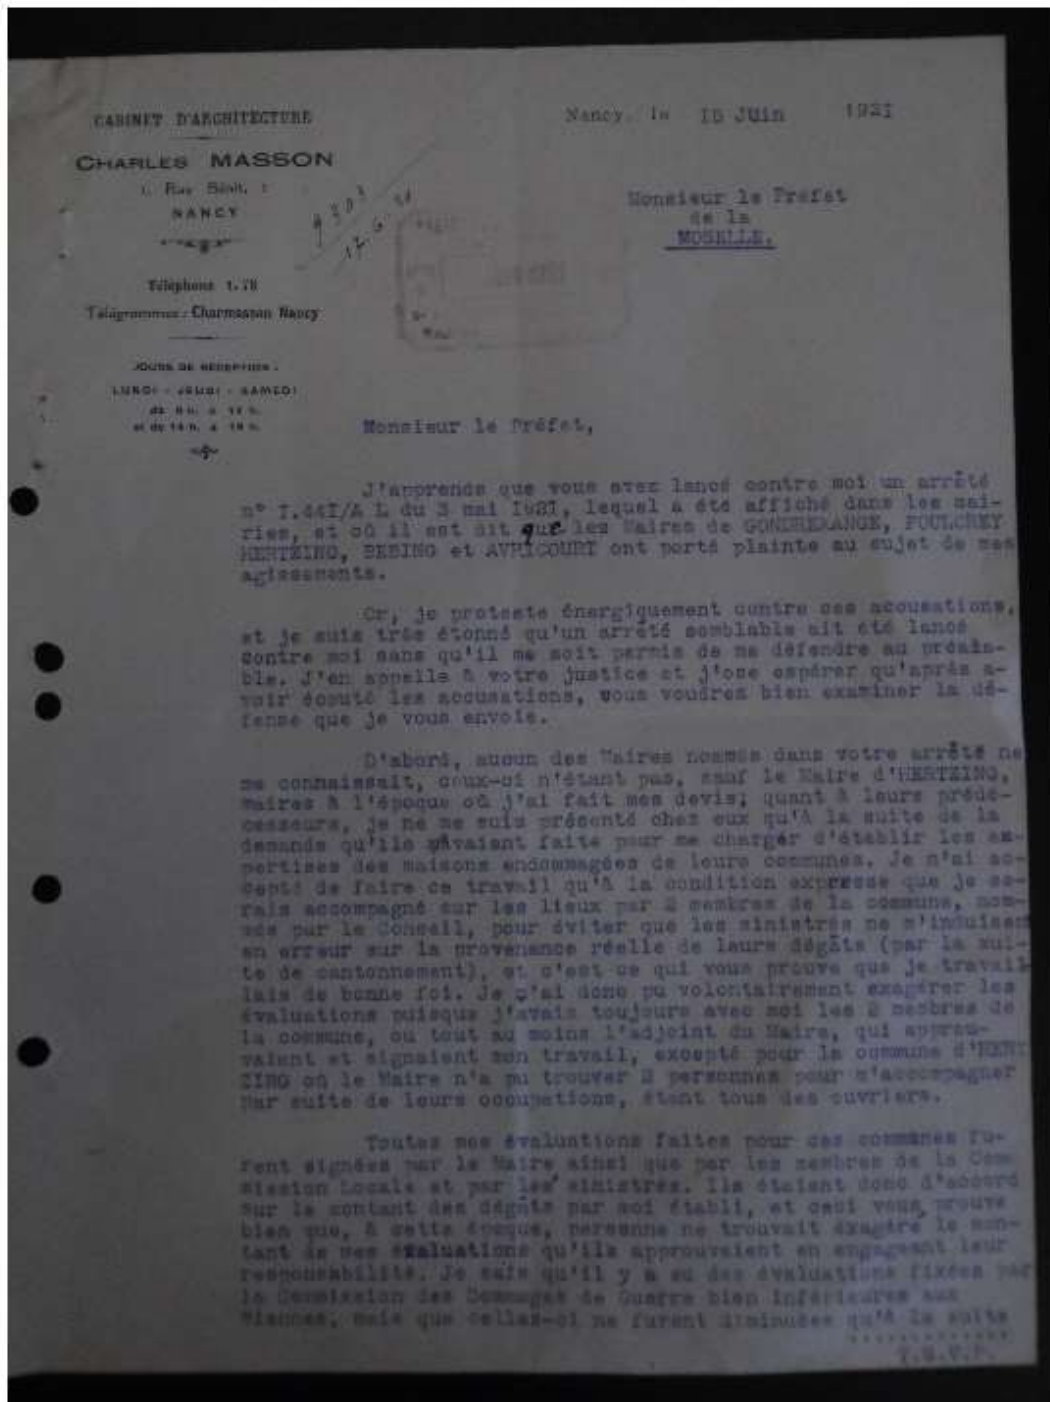 CABINET D'ARCHITECTURE
CHARLES MASSON
1, Rue Bénit, 1
NANCY
Téléphone 1.78
Télégrammes : Charmasson Nancy
JOURS DE RÉCEPTION :
LUNDI - JEUDI - SAMEDI
de 8 h. à 12 h.
et de 14 h. à 18 h.
Nancy, le 15 Juin 1921
Monsieur le Préfet
de la
MOSELLE.
Monsieur le Préfet,
J'apprends que vous avez lancé contre moi un arrêté
n° I.44I/A L du 3 mai 1921, lequel a été affiché dans les mai-
ries, et où il est dit que les Maires de GONDREXANGE, FOULCREY
HERTZING, BEBING et AVRICOURT ont porté plainte au sujet de mes
agissements.
Or, je proteste énergiquement contre ces accusations,
et je suis très étonné qu'un arrêté semblable ait été lancé
contre moi sans qu'il me soit permis de me défendre au préala-
ble. J'en appelle à votre justice et j'ose espérer qu'après a-
voir écouté les accusations, vous voudrez bien examiner la dé-
fense que je vous envoie.
D'abord, aucun des Maires nommés dans votre arrêté ne
me connaissait, ceux-ci n'étant pas, sauf le Maire d'HERTZING,
maires à l'époque où j'ai fait mes devis; quant à leurs prédé-
cesseurs, je ne me suis présenté chez eux qu'à la suite de la
demande qu'ils m'avaient faite pour me charger d'établir les ex-
pertises des maisons endommagées de leurs communes. Je n'ai ac-
cepté de faire ce travail qu'à la condition expresse que je se-
rais accompagné sur les lieux par 2 membres de la commune, nom-
més par le Conseil, pour éviter que les sinistrés ne m'induisent
en erreur sur la provenance réelle de leurs dégâts (par la sui-
te de cantonnement), et c'est ce qui vous prouve que je travail-
lais de bonne foi. Je n'ai donc pu volontairement exagérer les
évaluations puisque j'avais toujours avec moi les 2 membres de
la commune, ou tout au moins l'adjoint du Maire, qui approu-
vaient et signaient mon travail, excepté pour la commune d'HERT
ZING où le Maire n'a pu trouver 2 personnes pour m'accompagner
par suite de leurs occupations, étant tous des ouvriers.
Toutes mes évaluations faites pour ces communes fu-
rent signées par le Maire ainsi que par les membres de la Com
mission Locale et par les sinistrés. Ils étaient donc d'accord
sur le montant des dégâts par moi établi, et ceci vous prouve
bien que, à cette époque, personne ne trouvait exagéré le mon-
tant de mes évaluations qu'ils approuvaient en engageant leur
responsabilité. Je sais qu'il y a eu des évaluations fixées par
la Commission des Dommages de Guerre bien inférieures aux
miennes, mais que celles-ci ne furent diminuées qu'à la suite
............
T.S.V.P.